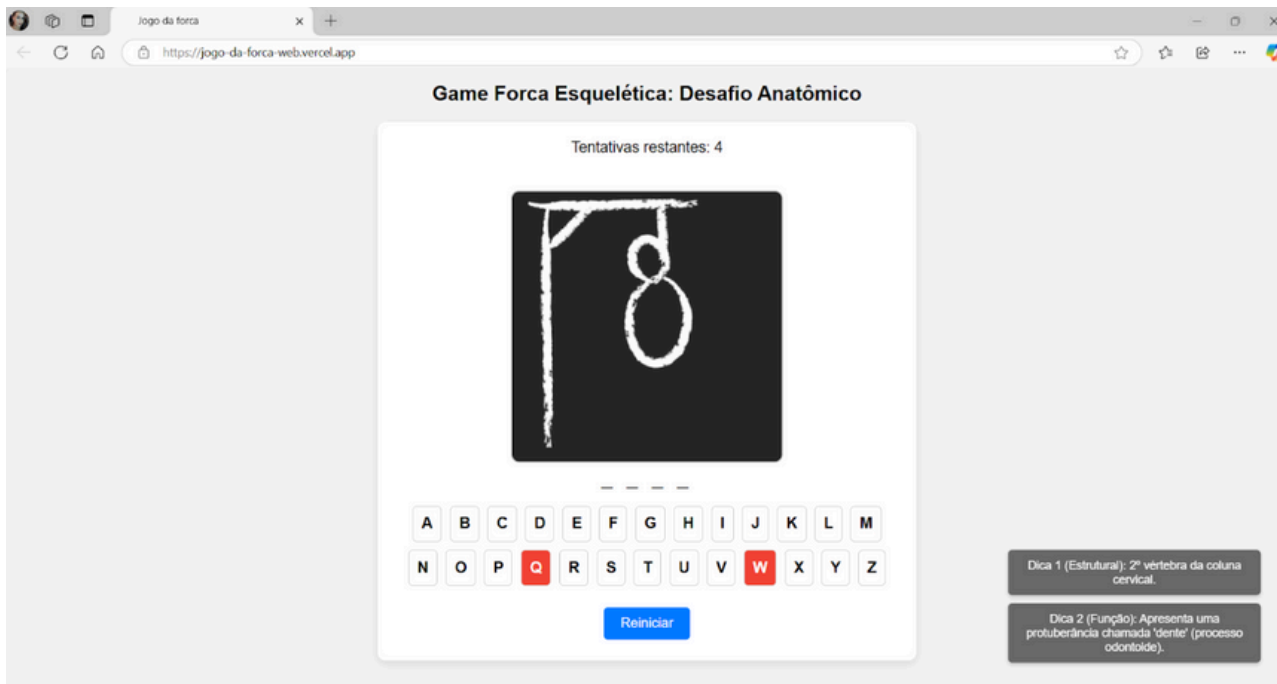 Jogo da forca
https://jogo-da-forca-web.vercel.app
Game Forca Esquelética: Desafio Anatômico
Tentativas restantes: 4
_ _ _ _
A B C D E F G H I J K L M
N O P Q R S T U V W X Y Z
Reiniciar
Dica 1 (Estrutural): 2ª vértebra da coluna
cervical.
Dica 2 (Função): Apresenta uma
protuberância chamada 'dente' (processo
odontoide).